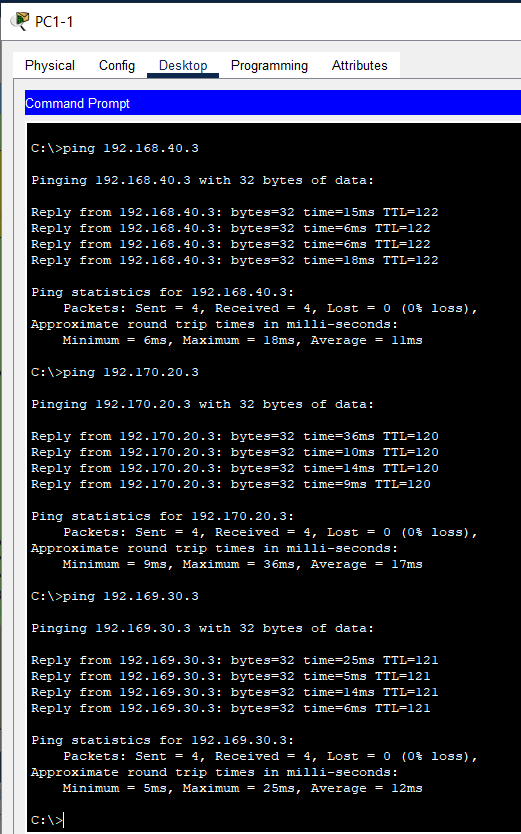 PC1-1
Physical Config Desktop Programming Attributes
Command Prompt
C:\>ping 192.168.40.3
Pinging 192.168.40.3 with 32 bytes of data:
Reply from 192.168.40.3: bytes=32 time=15ms TTL=122
Reply from 192.168.40.3: bytes=32 time=6ms TTL=122
Reply from 192.168.40.3: bytes=32 time=6ms TTL=122
Reply from 192.168.40.3: bytes=32 time=18ms TTL=122
Ping statistics for 192.168.40.3:
Packets: Sent = 4, Received = 4, Lost = 0 (0% loss),
Approximate round trip times in milli-seconds:
Minimum = 6ms, Maximum = 18ms, Average = 11ms
C:\>ping 192.170.20.3
Pinging 192.170.20.3 with 32 bytes of data:
Reply from 192.170.20.3: bytes=32 time=36ms TTL=120
Reply from 192.170.20.3: bytes=32 time=10ms TTL=120
Reply from 192.170.20.3: bytes=32 time=14ms TTL=120
Reply from 192.170.20.3: bytes=32 time=9ms TTL=120
Ping statistics for 192.170.20.3:
Packets: Sent = 4, Received = 4, Lost = 0 (0% loss),
Approximate round trip times in milli-seconds:
Minimum = 9ms, Maximum = 36ms, Average = 17ms
C:\>ping 192.169.30.3
Pinging 192.169.30.3 with 32 bytes of data:
Reply from 192.169.30.3: bytes=32 time=25ms TTL=121
Reply from 192.169.30.3: bytes=32 time=5ms TTL=121
Reply from 192.169.30.3: bytes=32 time=14ms TTL=121
Reply from 192.169.30.3: bytes=32 time=6ms TTL=121
Ping statistics for 192.169.30.3:
Packets: Sent = 4, Received = 4, Lost = 0 (0% loss),
Approximate round trip times in milli-seconds:
Minimum = 5ms, Maximum = 25ms, Average = 12ms
C:\>